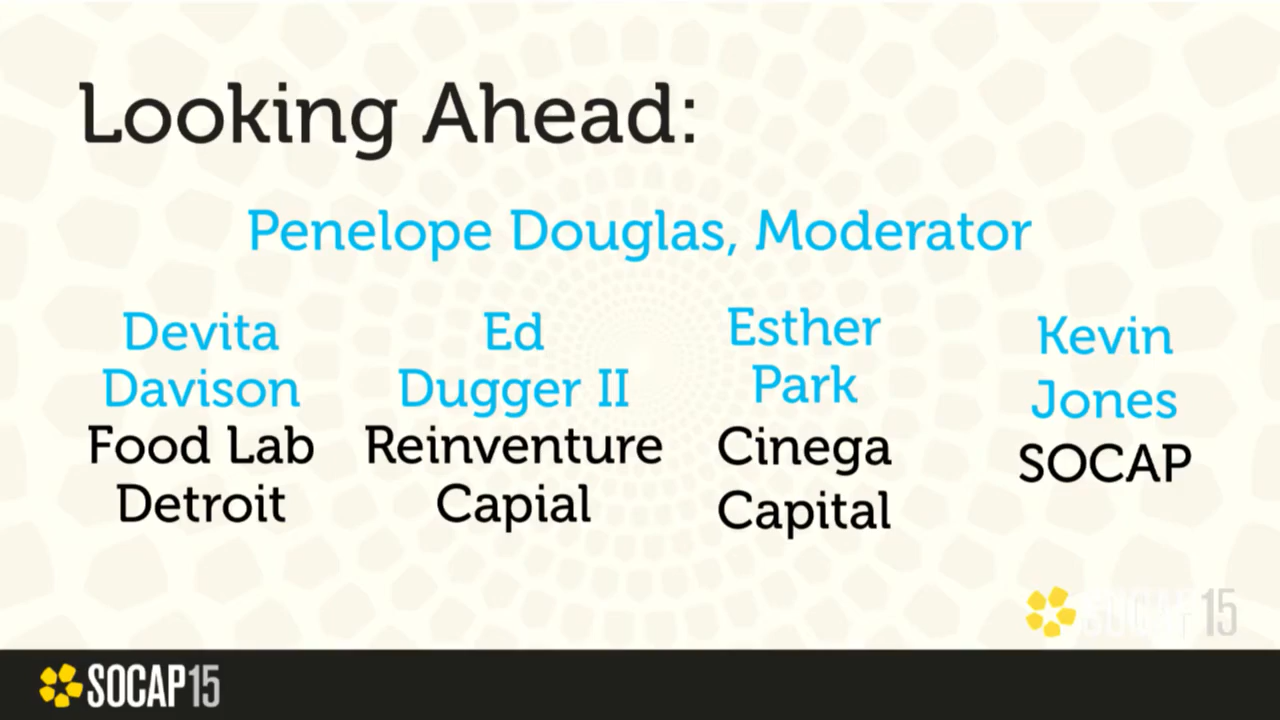 Looking Ahead:
Penelope Douglas, Moderator
Devita
Davison
Food Lab
Detroit
Ed
Dugger II
Reinventure
Capial
Esther
Park
Cinega
Capital
Kevin
Jones
SOCAP
SOCAP15
SOCAP15